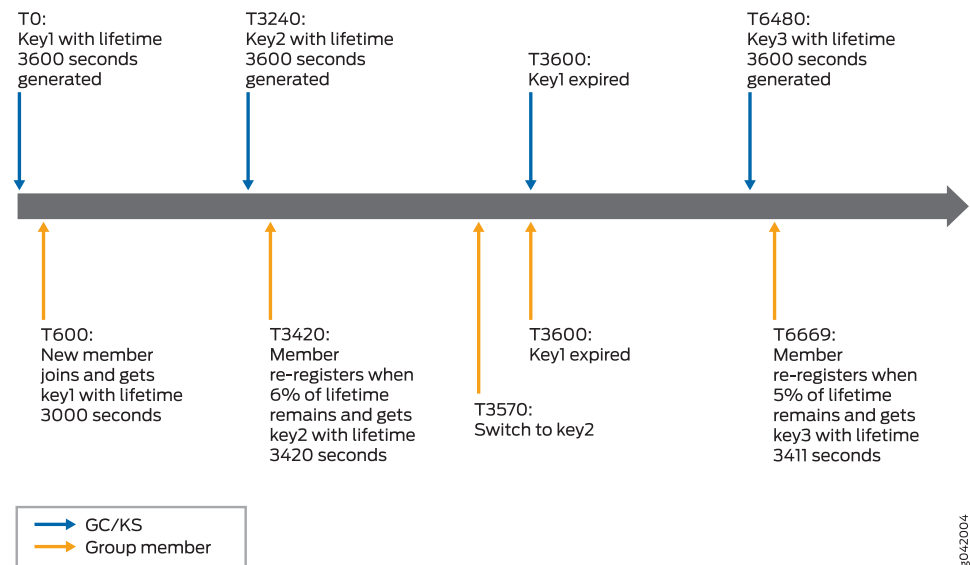 T0:
Key1 with lifetime
3600 seconds
generated
T3240:
Key2 with lifetime
3600 seconds
generated
T3600:
Key1 expired
T6480:
Key3 with lifetime
3600 seconds
generated
T600:
New member
joins and gets
key1 with lifetime
3000 seconds
T3420:
Member
re-registers when
6% of lifetime
remains and gets
key2 with lifetime
3420 seconds
T3570:
Switch to key2
T3600:
Key1 expired
T6669:
Member
re-registers when
5% of lifetime
remains and gets
key3 with lifetime
3411 seconds
GC/KS
Group member
g042004